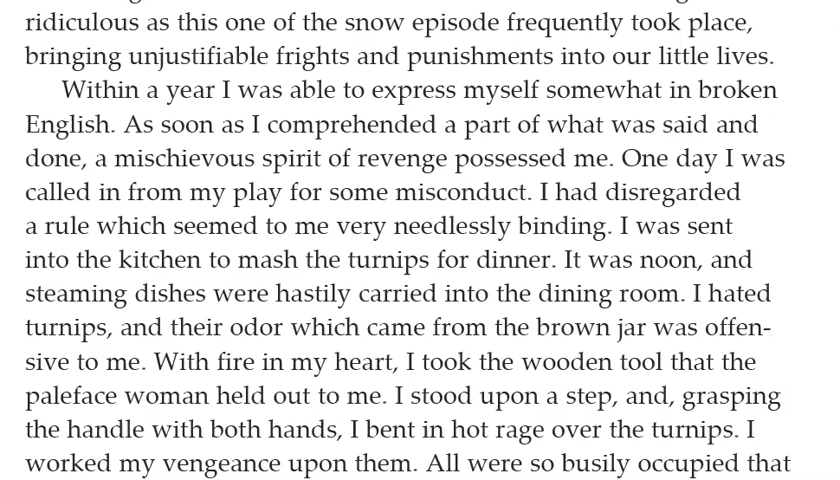 ridiculous as this one of the snow episode frequently took place,
bringing unjustifiable frights and punishments into our little lives.
Within a year I was able to express myself somewhat in broken
English. As soon as I comprehended a part of what was said and
done, a mischievous spirit of revenge possessed me. One day I was
called in from my play for some misconduct. I had disregarded
a rule which seemed to me very needlessly binding. I was sent
into the kitchen to mash the turnips for dinner. It was noon, and
steaming dishes were hastily carried into the dining room. I hated
turnips, and their odor which came from the brown jar was offen-
sive to me. With fire in my heart, I took the wooden tool that the
paleface woman held out to me. I stood upon a step, and, grasping
the handle with both hands, I bent in hot rage over the turnips. I
worked my vengeance upon them. All were so busily occupied that